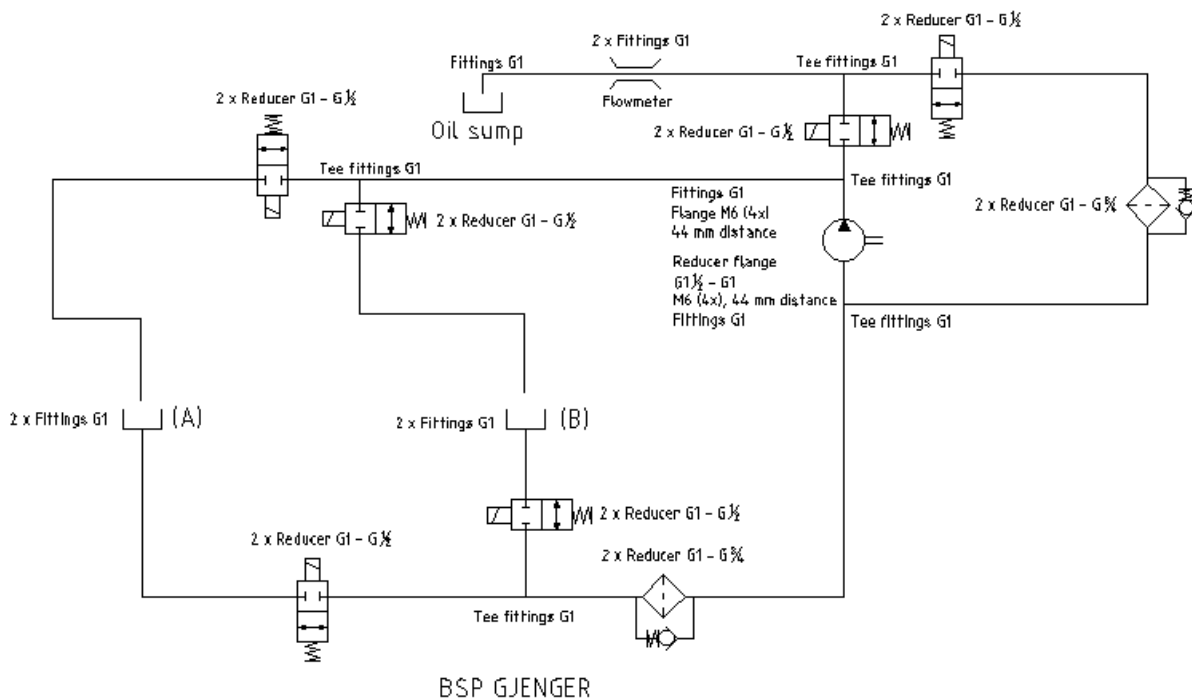 2 x Reducer G1 - G½
2 x Fittings G1
Fittings G1
Tee fittings G1
Flowmeter
2 x Reducer G1 - G½
Oil sump
2 x Reducer G1 - G½
Tee fittings G1
Tee fittings G1
Fittings G1
Flange M6 (4x)
44 mm distance
2 x Reducer G1 - G¾
2 x Reducer G1 - G½
Reducer flange
G1½ - G1
M6 (4x), 44 mm distance
Fittings G1
Tee fittings G1
2 x Fittings G1
(A)
2 x Fittings G1
(B)
2 x Reducer G1 - G½
2 x Reducer G1 - G½
2 x Reducer G1 - G¾
Tee fittings G1
BSP GJENGER